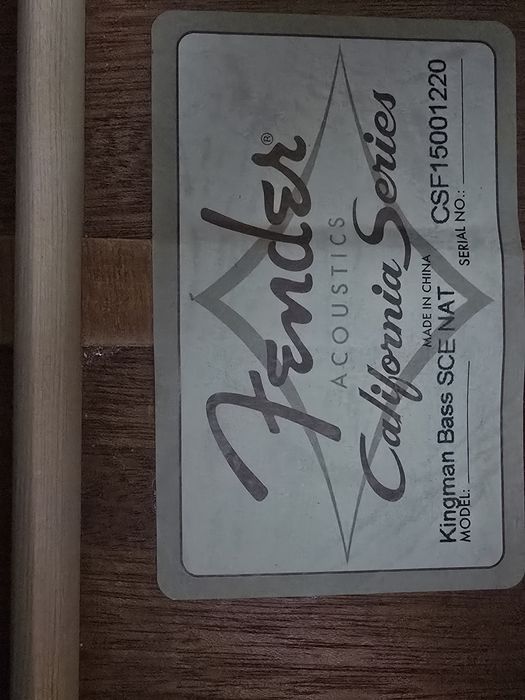 Fender®
ACOUSTICS
California Series
MADE IN CHINA
Kingman Bass SCE NAT CSF15001220
MODEL: SERIAL NO.: